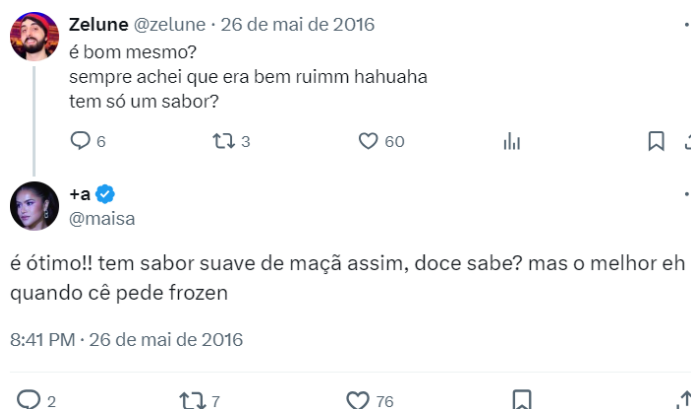 Zelune @zelune · 26 de mai de 2016
é bom mesmo?
sempre achei que era bem ruimm hahuaha
tem só um sabor?
6 3 60
+a
@maisa
é ótimo!! tem sabor suave de maçã assim, doce sabe? mas o melhor eh
quando cê pede frozen
8:41 PM · 26 de mai de 2016
2 7 76